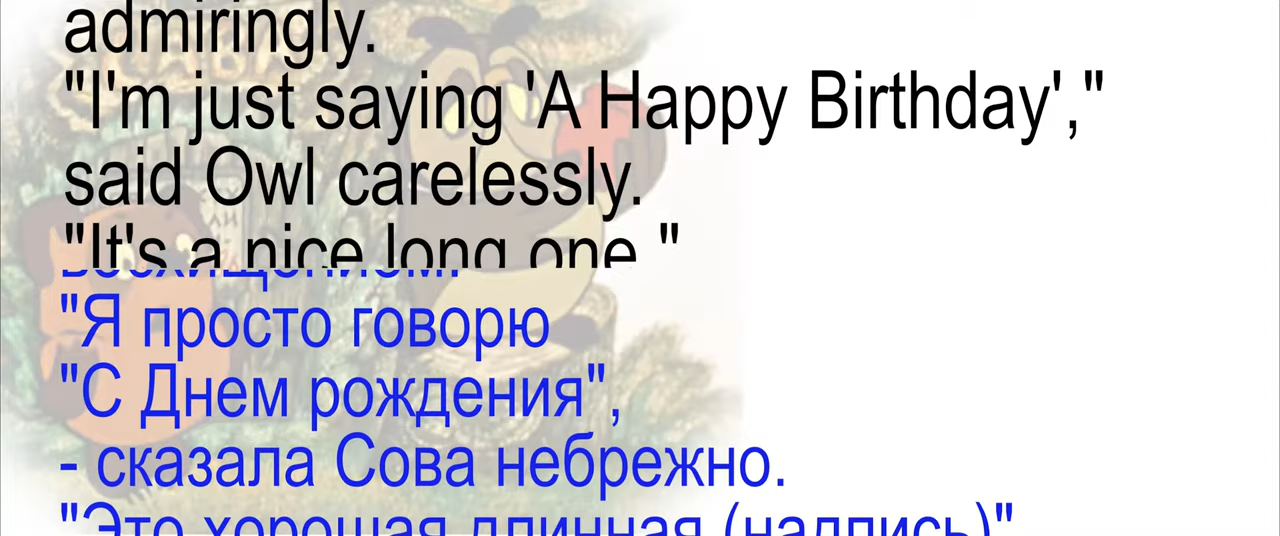 admiringly.
"I'm just saying 'A Happy Birthday',"
said Owl carelessly.
"It's a nice long one."
восхищением.
"Я просто говорю
"С Днем рождения",
- сказала Сова небрежно.
"Это хорошая длинная (надпись)"